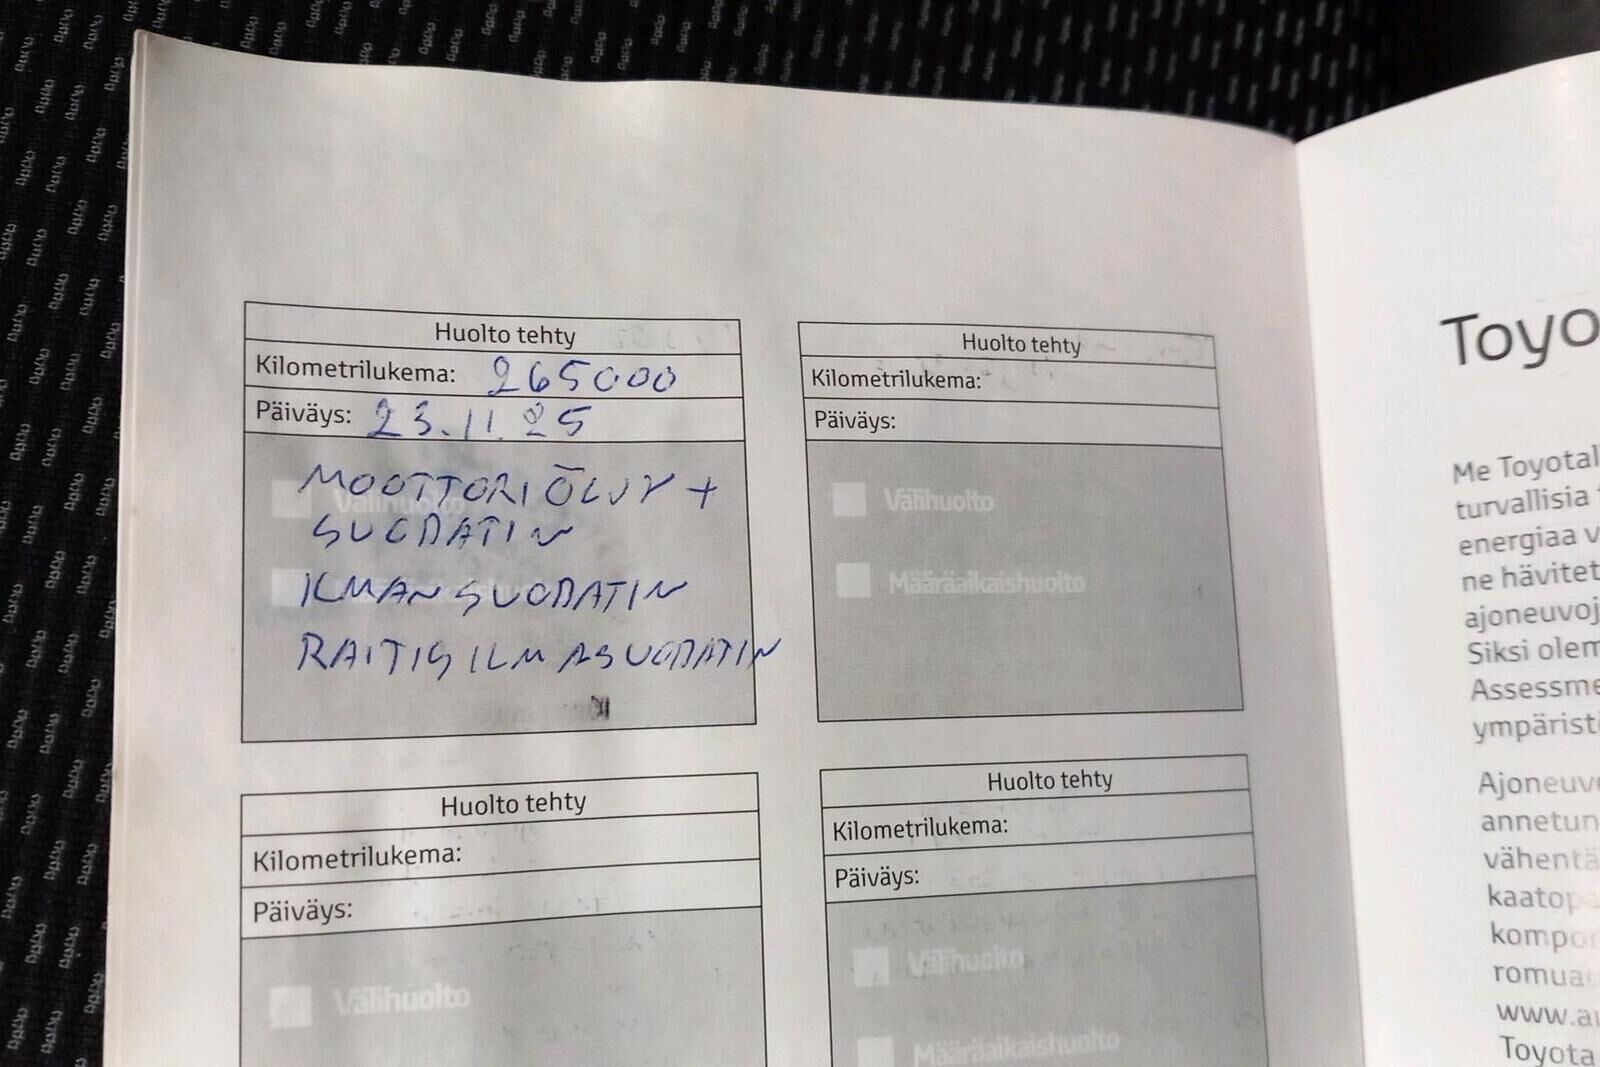 Huolto tehty
Kilometrilukema: 265000
Päiväys: 23.11.25
MOOTTORIÖLJY +
SUODATIN
ILMANSUODATIN
RAITISILMASUODATIN
Huolto tehty
Kilometrilukema:
Päiväys:
Välihuolto
Määräaikaishuolto
Huolto tehty
Kilometrilukema:
Päiväys:
Välihuolto
Huolto tehty
Kilometrilukema:
Päiväys:
Välihuolto
Määräaikaishuolto
Toyo
Me Toyotal
turvallisia
energiaa v
ne hävitet
ajoneuvoj
Siksi olem
Assessme
ympärist
Ajoneuv
annetun
vähentä
kaatopa
kompo
romua
www.a
Toyota